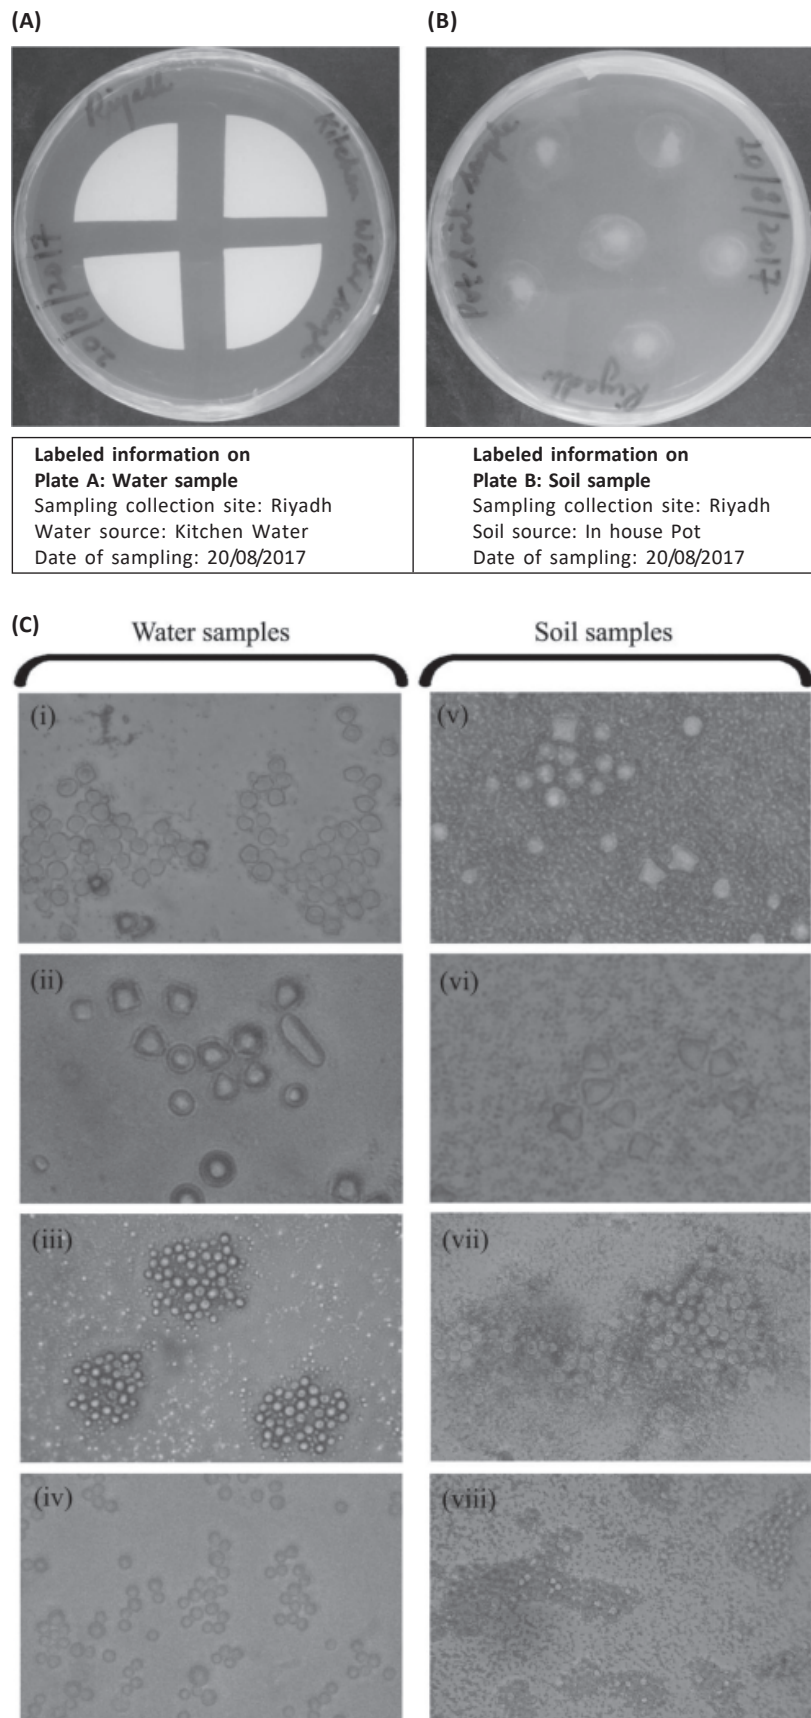 (A)
(B)
Riyadh
Kitchen Water sample
20/8/2017
Pot soil sample
20/8/2017
Riyadh
Labeled information on
Plate A: Water sample
Sampling collection site: Riyadh
Water source: Kitchen Water
Date of sampling: 20/08/2017
Labeled information on
Plate B: Soil sample
Sampling collection site: Riyadh
Soil source: In house Pot
Date of sampling: 20/08/2017
(C)
Water samples
Soil samples
(i)
(v)
(ii)
(vi)
(iii)
(vii)
(iv)
(viii)